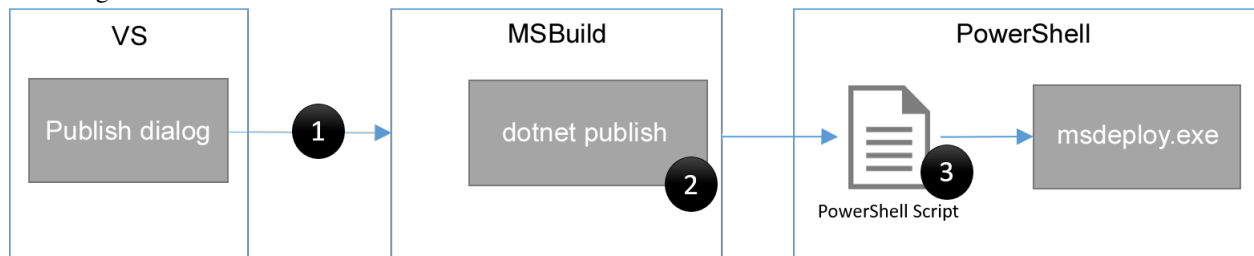 VS
MSBuild
PowerShell
Publish dialog
1
dotnet publish
2
3
msdeploy.exe
PowerShell Script